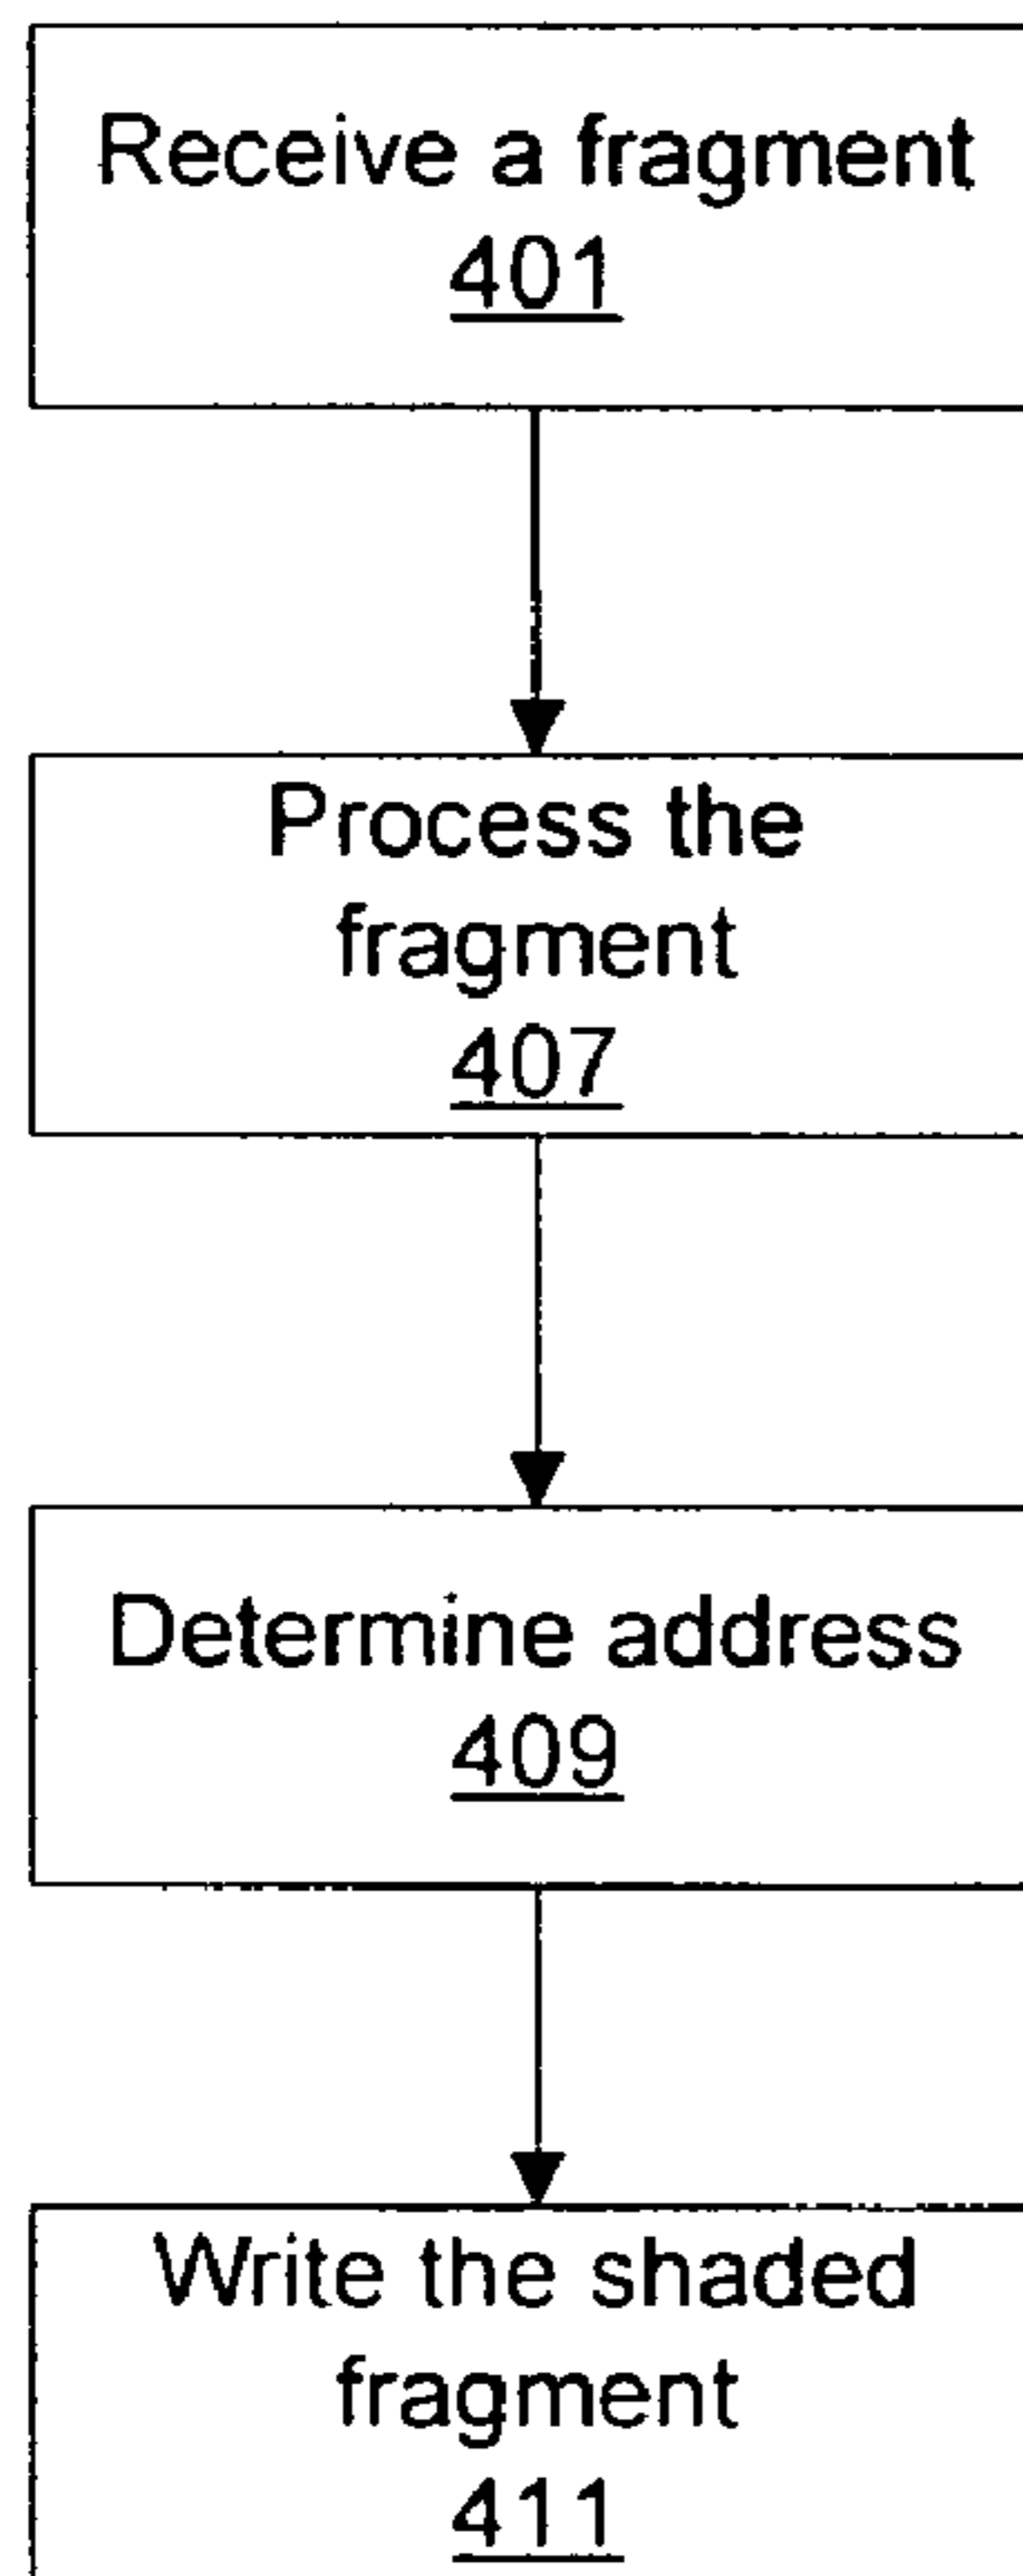 Receive a fragment
401
Process the
fragment
407
Determine address
409
Write the shaded
fragment
411